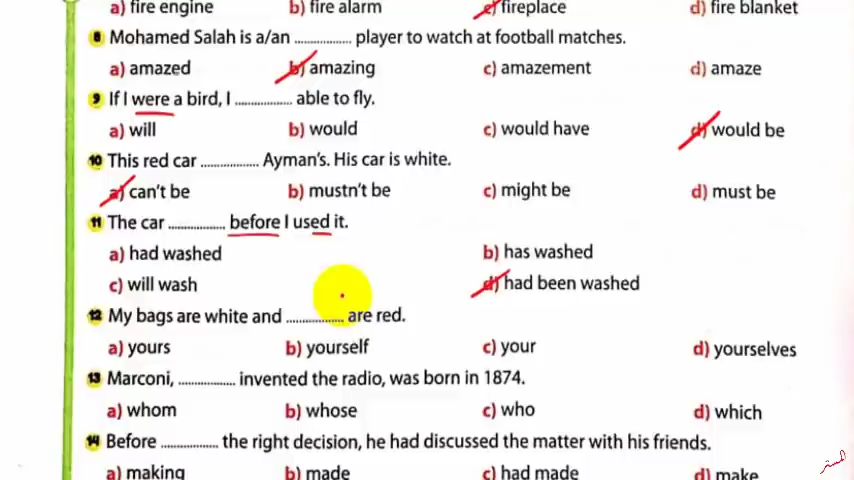 a) fire engine b) fire alarm c) fireplace d) fire blanket
8 Mohamed Salah is a/an ............... player to watch at football matches.
a) amazed b) amazing c) amazement d) amaze
9 If I were a bird, I ............... able to fly.
a) will b) would c) would have d) would be
10 This red car ............... Ayman's. His car is white.
a) can't be b) mustn't be c) might be d) must be
11 The car ............... before I used it.
a) had washed b) has washed
c) will wash d) had been washed
12 My bags are white and ............... are red.
a) yours b) yourself c) your d) yourselves
13 Marconi, ............... invented the radio, was born in 1874.
a) whom b) whose c) who d) which
14 Before ............... the right decision, he had discussed the matter with his friends.
a) making b) made c) had made d) make